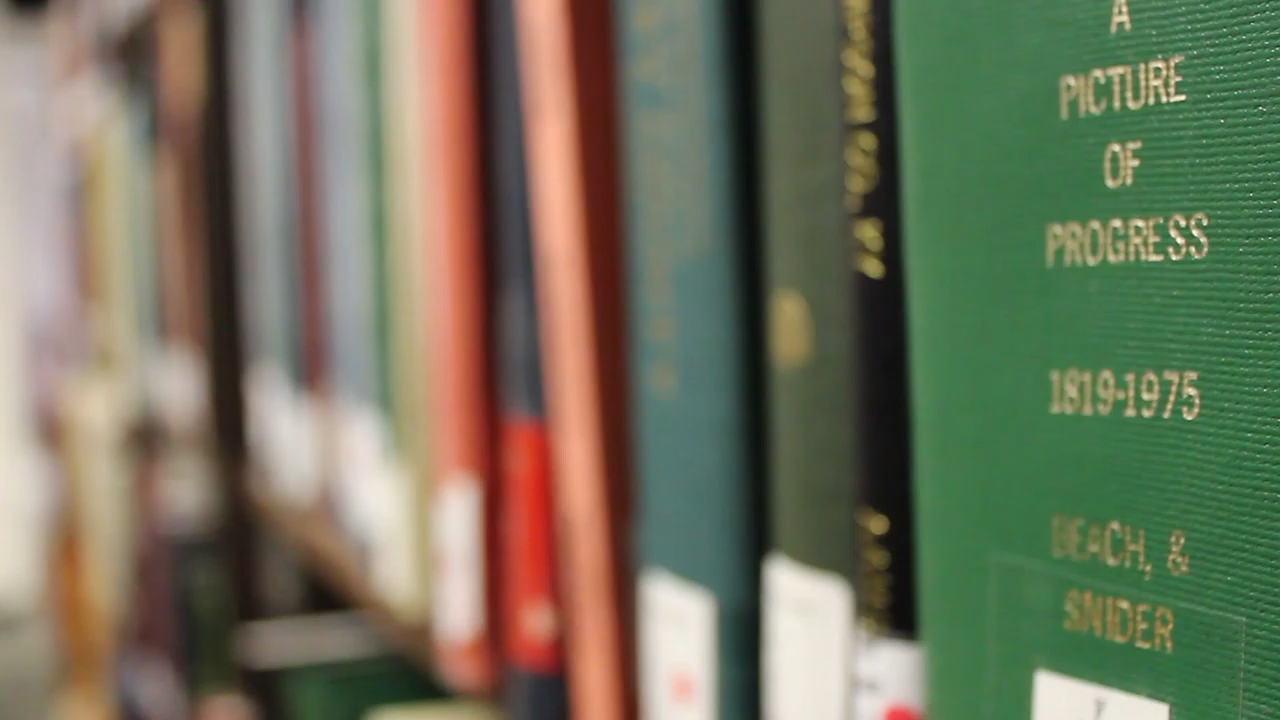 A
PICTURE
OF
PROGRESS
1819-1975
BEACH, &
SNIDER